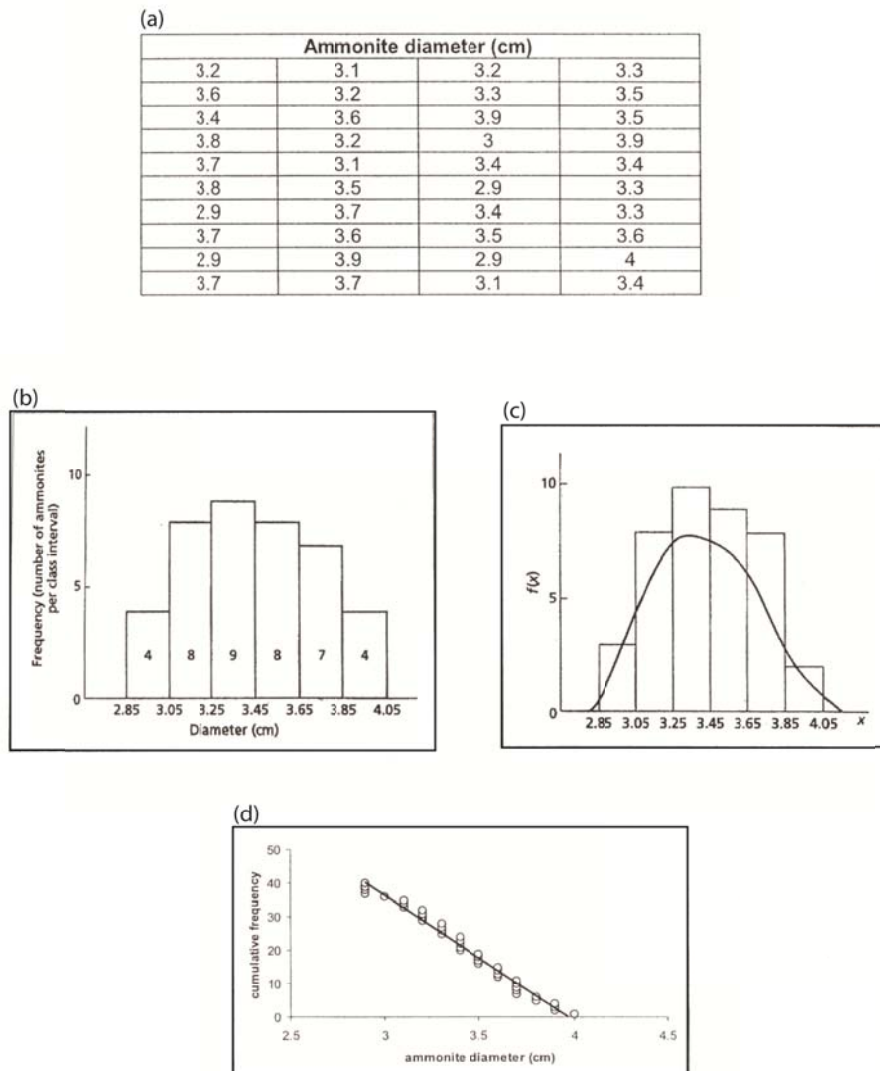 (a)
Ammonite diameter (cm)
3.2 3.1 3.2 3.3
3.6 3.2 3.3 3.5
3.4 3.6 3.9 3.5
3.8 3.2 3 3.9
3.7 3.1 3.4 3.4
3.8 3.5 2.9 3.3
2.9 3.7 3.4 3.3
3.7 3.6 3.5 3.6
2.9 3.9 2.9 4
3.7 3.7 3.1 3.4
(b)
Frequency (number of ammonites
per class interval)
10
5
0
4 8 9 8 7 4
2.85 3.05 3.25 3.45 3.65 3.85 4.05
Diameter (cm)
(c)
f(x)
10
5
0
2.85 3.05 3.25 3.45 3.65 3.85 4.05 x
(d)
cumulative frequency
50
40
30
20
10
0
2.5 3 3.5 4 4.5
ammonite diameter (cm)